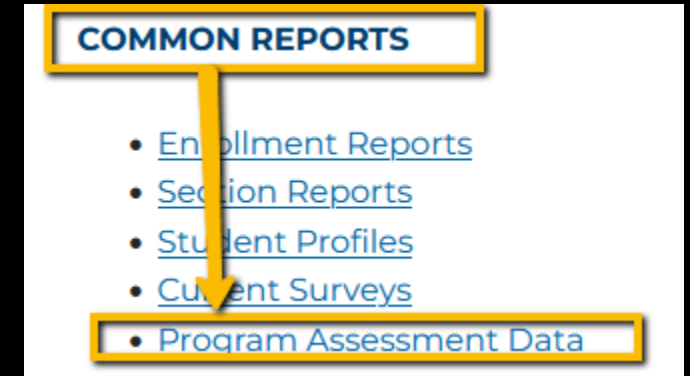 COMMON REPORTS
Enrollment Reports
Section Reports
Student Profiles
Current Surveys
Program Assessment Data